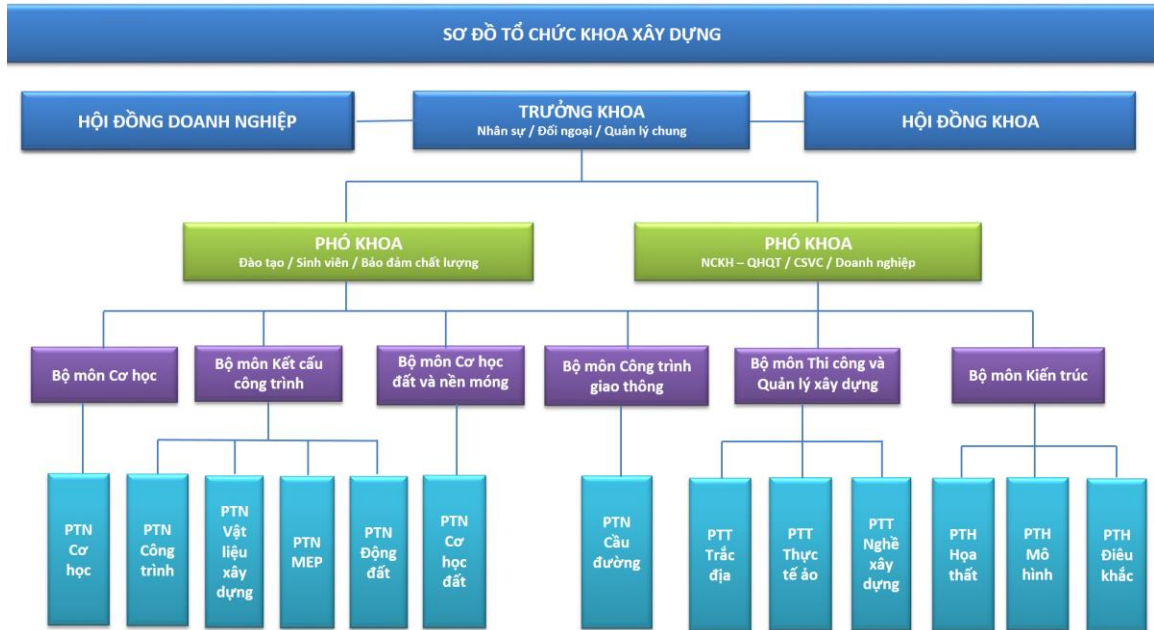 SƠ ĐỒ TỔ CHỨC KHOA XÂY DỰNG
HỘI ĐỒNG DOANH NGHIỆP
TRƯỞNG KHOA
Nhân sự / Đối ngoại / Quản lý chung
HỘI ĐỒNG KHOA
PHÓ KHOA
Đào tạo / Sinh viên / Bảo đảm chất lượng
PHÓ KHOA
NCKH – QHQT / CSVC / Doanh nghiệp
Bộ môn Cơ học
Bộ môn Kết cấu
công trình
Bộ môn Cơ học
đất và nền móng
Bộ môn Công trình
giao thông
Bộ môn Thi công và
Quản lý xây dựng
Bộ môn Kiến trúc
PTN
Cơ
học
PTN
Công
trình
PTN
Vật
liệu
xây
dựng
PTN
MEP
PTN
Động
đất
PTN
Cơ
học
đất
PTN
Cầu
đường
PTT
Trắc
địa
PTT
Thực
tế ảo
PTT
Nghề
xây
dựng
PTH
Họa
thất
PTH
Mô
hình
PTH
Điêu
khắc